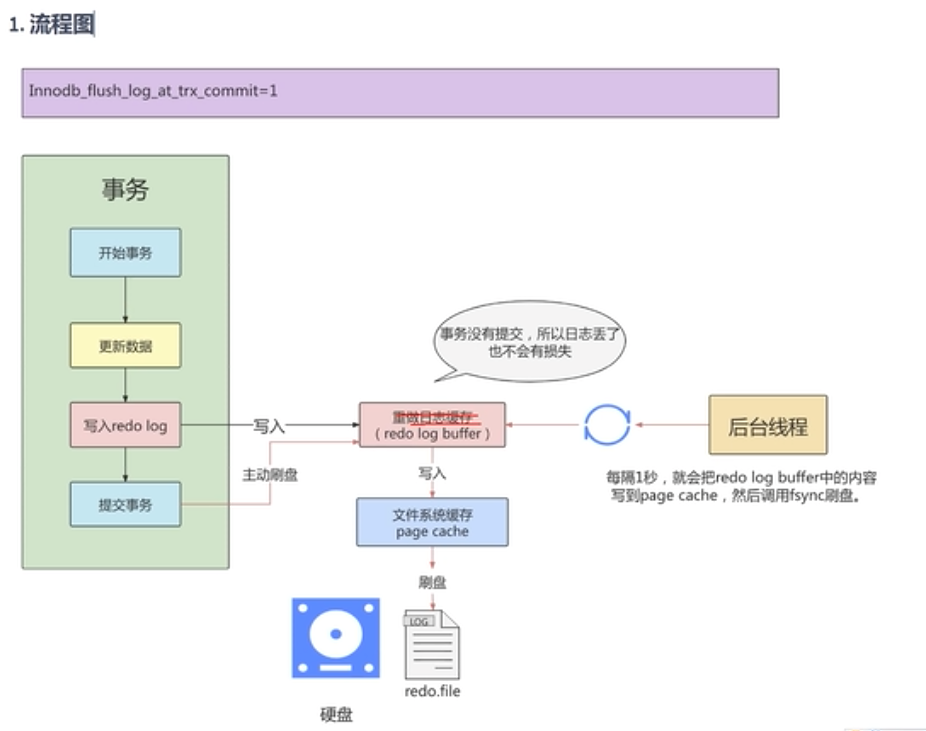 1. 流程图
Innodb_flush_log_at_trx_commit=1
事务
开始事务
更新数据
写入redo log
提交事务
写入
主动刷盘
事务没有提交，所以日志丢了
也不会有损失
重做日志缓存
（ redo log buffer ）
写入
文件系统缓存
page cache
刷盘
LOG
redo.file
硬盘
后台线程
每隔1秒，就会把redo log buffer中的内容
写到page cache，然后调用fsync刷盘。